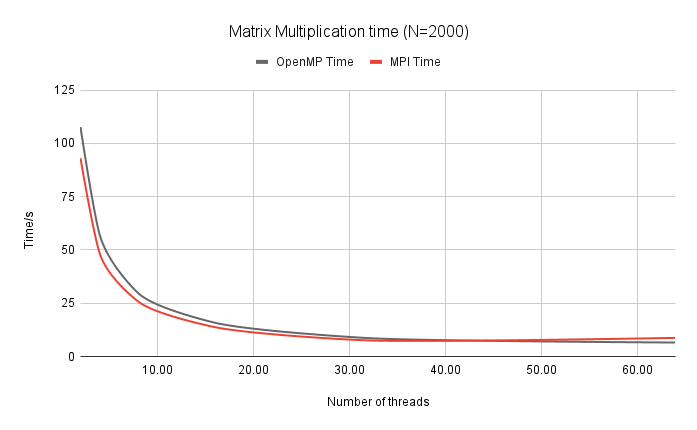 Matrix Multiplication time (N=2000)
OpenMP Time MPI Time
125
100
75
50
25
0
Time/s
10.00 20.00 30.00 40.00 50.00 60.00
Number of threads